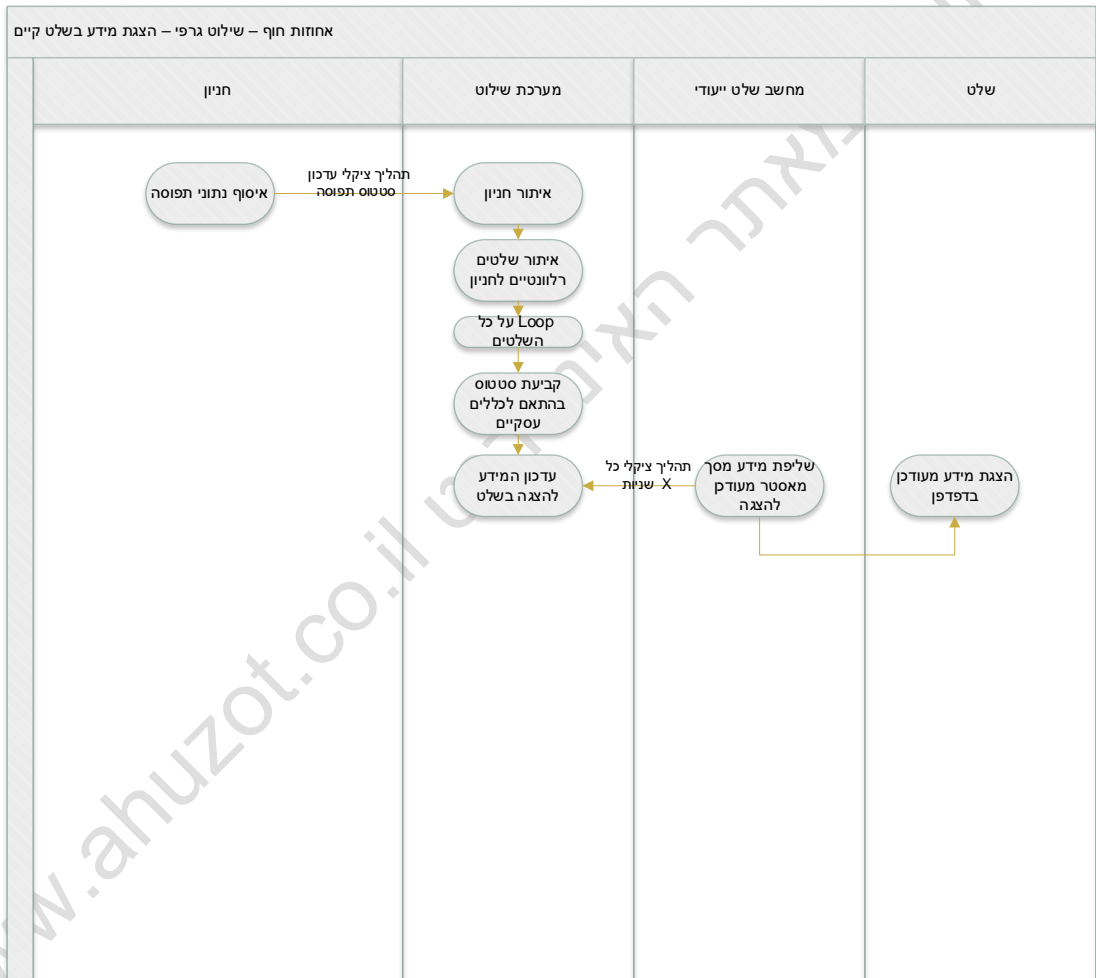 אחוזות חוף – שילוט גרפי – הצגת מידע בשלט קיים
חניון
מערכת שילוט
מחשב שלט ייעודי
שלט
איסוף נתוני תפוסה
תהליך ציקלי עדכון
סטטוס תפוסה
איתור חניון
איתור שלטים
רלוונטיים לחניון
Loop על כל
השלטים
קביעת סטטוס
בהתאם לכללים
עסקיים
עדכון המידע
להצגה בשלט
תהליך ציקלי כל
X שניות
שליפת מידע מסך
מאסטר מעודכן
להצגה
הצגת מידע מעודכן
בדפדפן
מאתר האינ
w.ahuzot.co.il